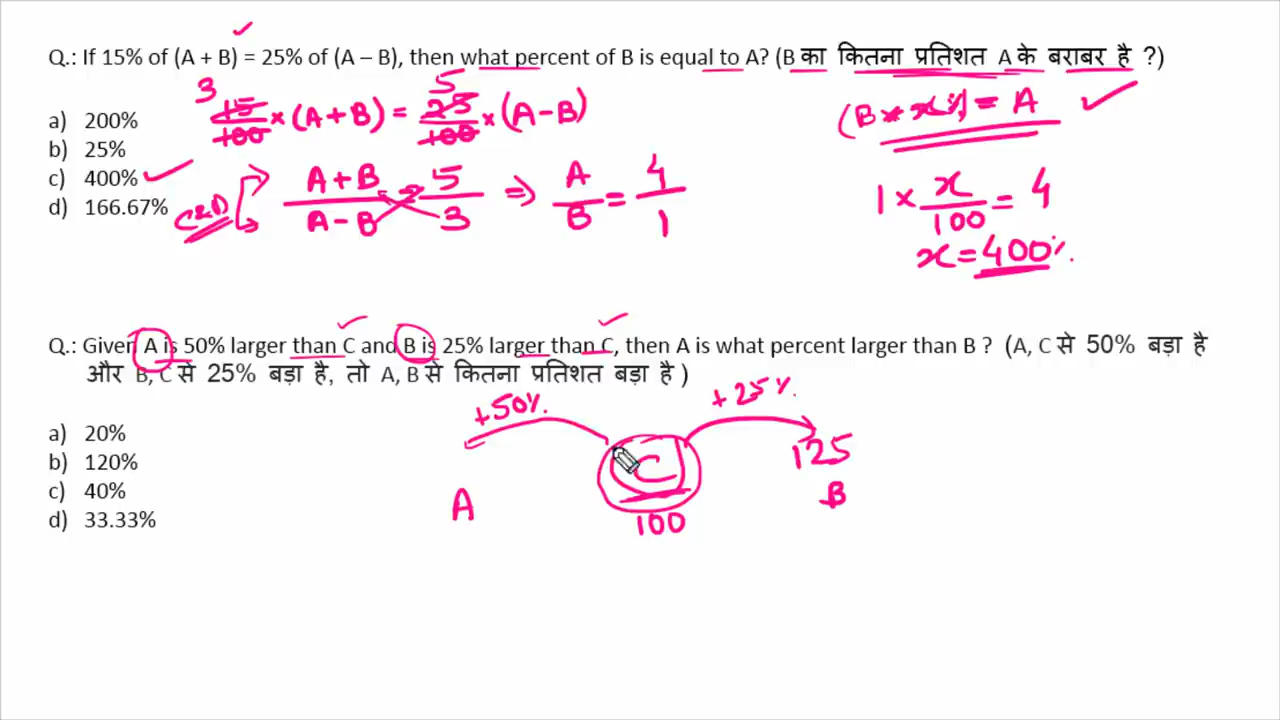 Q.: If 15% of (A + B) = 25% of (A – B), then what percent of B is equal to A? (B का कितना प्रतिशत A के बराबर है ?)
a) 200%
b) 25%
c) 400%
d) 166.67%
3 5
15/100 × (A + B) = 25/100 × (A – B)
(B × x%) = A
C&D
A + B / A – B = 5/3 ⇒ A/B = 4/1
1 × x/100 = 4
x = 400%
Q.: Given A is 50% larger than C and B is 25% larger than C, then A is what percent larger than B ? (A, C से 50% बड़ा है
और B, C से 25% बड़ा है, तो A, B से कितना प्रतिशत बड़ा है )
a) 20%
b) 120%
c) 40%
d) 33.33%
+50% +25%
A C 125
100 B